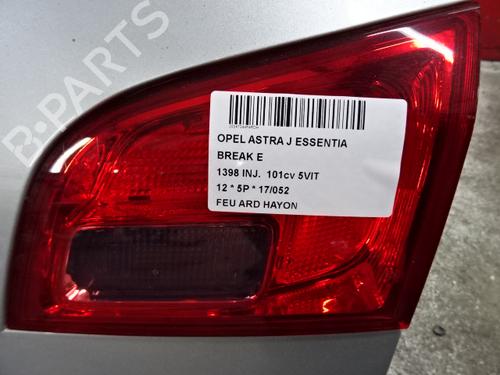 B-PARTS
OPEL ASTRA J ESSENTIA
BREAK E
1398 INJ. 101cv 5VIT
12 * 5P * 17/052
FEU ARD HAYON